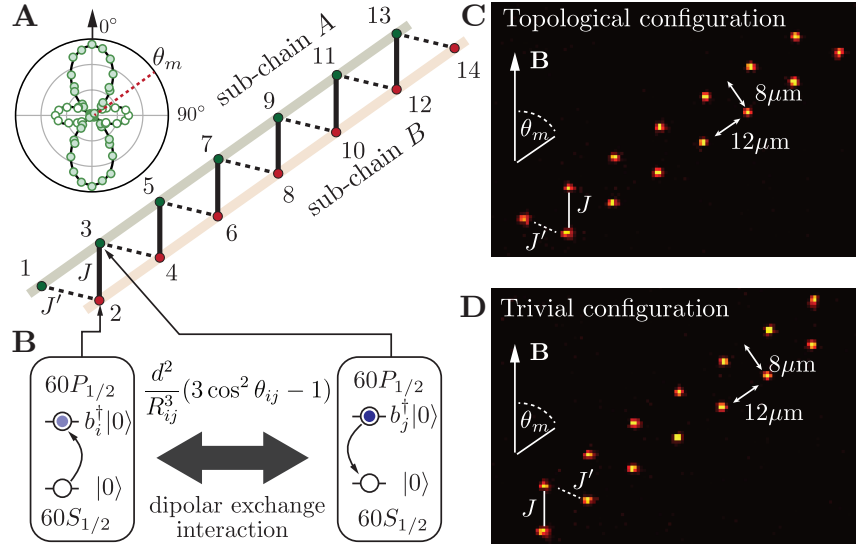 A
0°
θm
90°
sub-chain A
sub-chain B
1
2
3
4
5
6
7
8
9
10
11
12
13
14
J
J′
B
60P1/2
b†i|0⟩
|0⟩
60S1/2
d²/R³ij (3 cos² θij − 1)
dipolar exchange
interaction
60P1/2
b†j|0⟩
|0⟩
60S1/2
C
Topological configuration
B
θm
8μm
12μm
J
J′
D
Trivial configuration
B
θm
8μm
12μm
J
J′